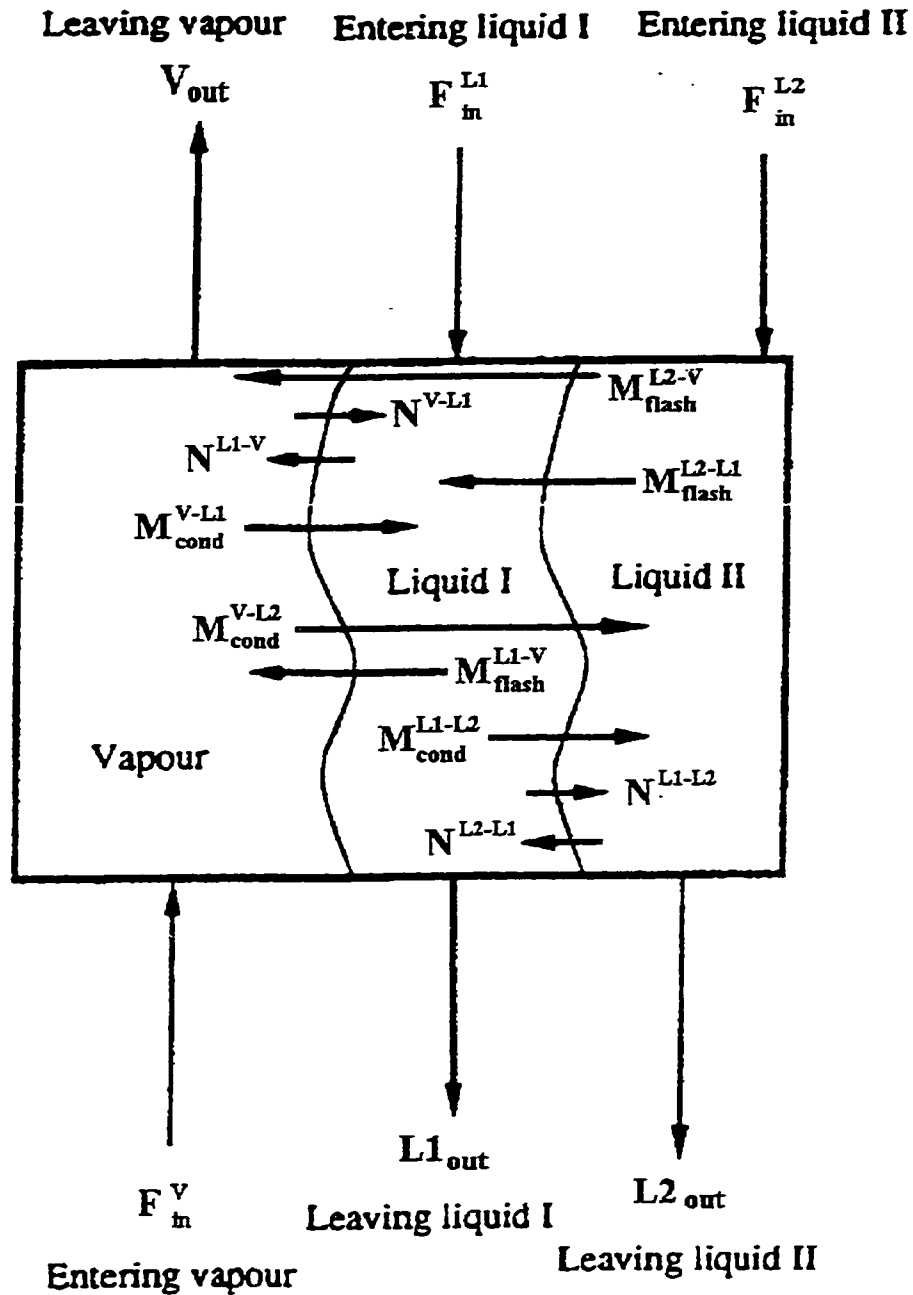 Leaving vapour
Entering liquid I
Entering liquid II
V_out
F_in^L1
F_in^L2
M_flash^L2-V
N^V-L1
N^L1-V
M_flash^L2-L1
M_cond^V-L1
Liquid I
Liquid II
M_cond^V-L2
M_flash^L1-V
M_cond^L1-L2
Vapour
N^L1-L2
N^L2-L1
L1_out
L2_out
F_in^V
Leaving liquid I
Leaving liquid II
Entering vapour